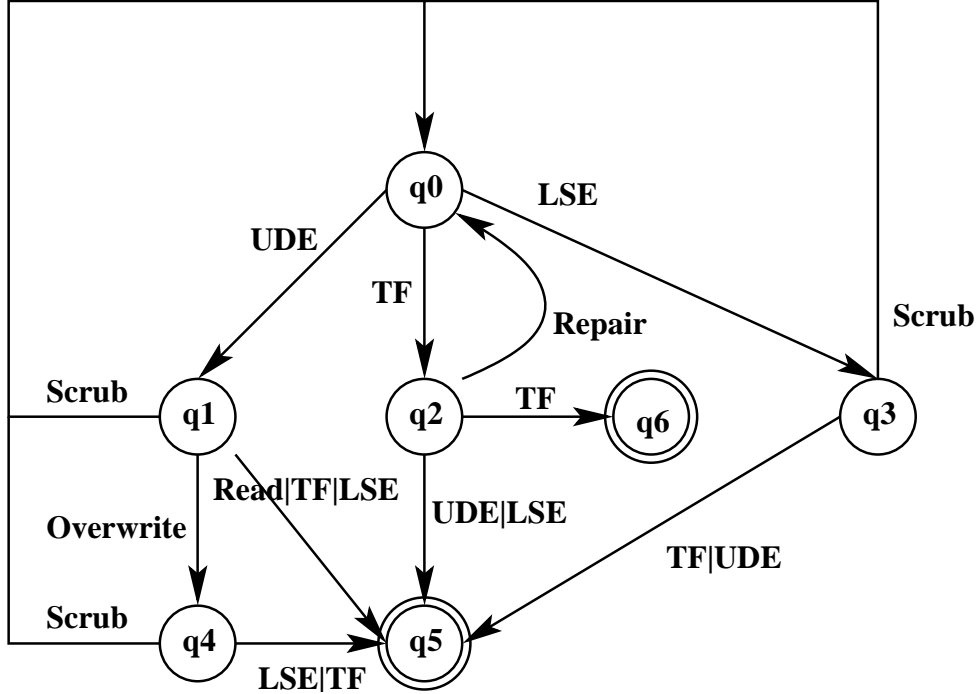 q0
LSE
UDE
TF
Repair
Scrub
Scrub
q1
q2
TF
q6
q3
Read|TF|LSE
UDE|LSE
Overwrite
TF|UDE
Scrub
q4
q5
LSE|TF